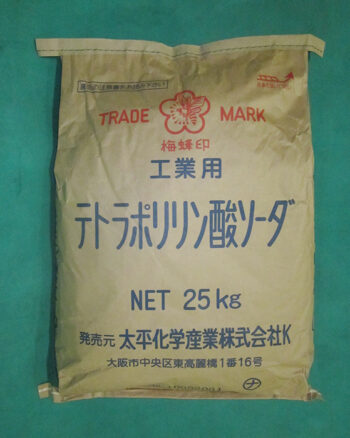 TRADE MARK
梅蜂印
工業用
テトラポリリン酸ソーダ
NET 25kg
発売元 太平化学産業株式会社K
大阪市中央区東高麗橋1番16号
ナ